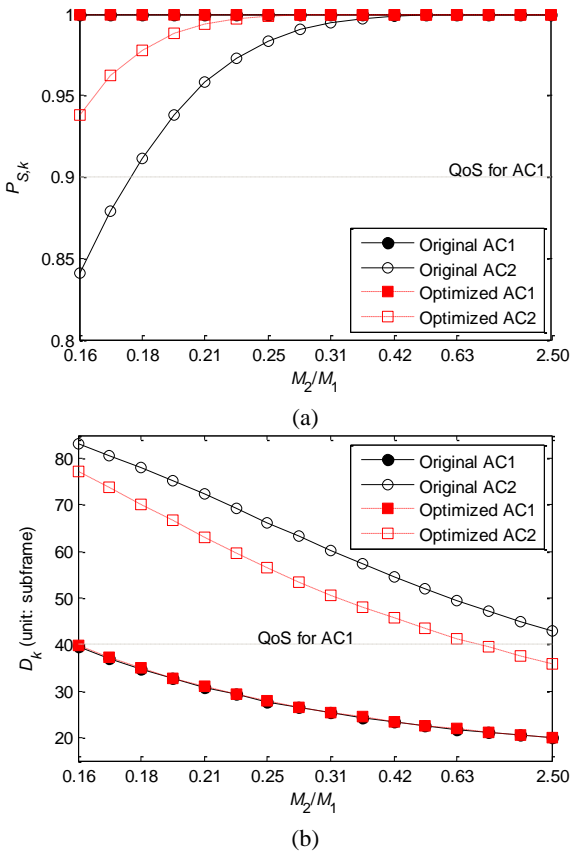 1
0.95
0.9
0.85
0.8
P_{S,k}
QoS for AC1
Original AC1
Original AC2
Optimized AC1
Optimized AC2
0.16 0.18 0.21 0.25 0.31 0.42 0.63 2.50
M_2/M_1
(a)
80
70
60
50
40
30
20
D_k (unit: subframe)
Original AC1
Original AC2
Optimized AC1
Optimized AC2
QoS for AC1
0.16 0.18 0.21 0.25 0.31 0.42 0.63 2.50
M_2/M_1
(b)